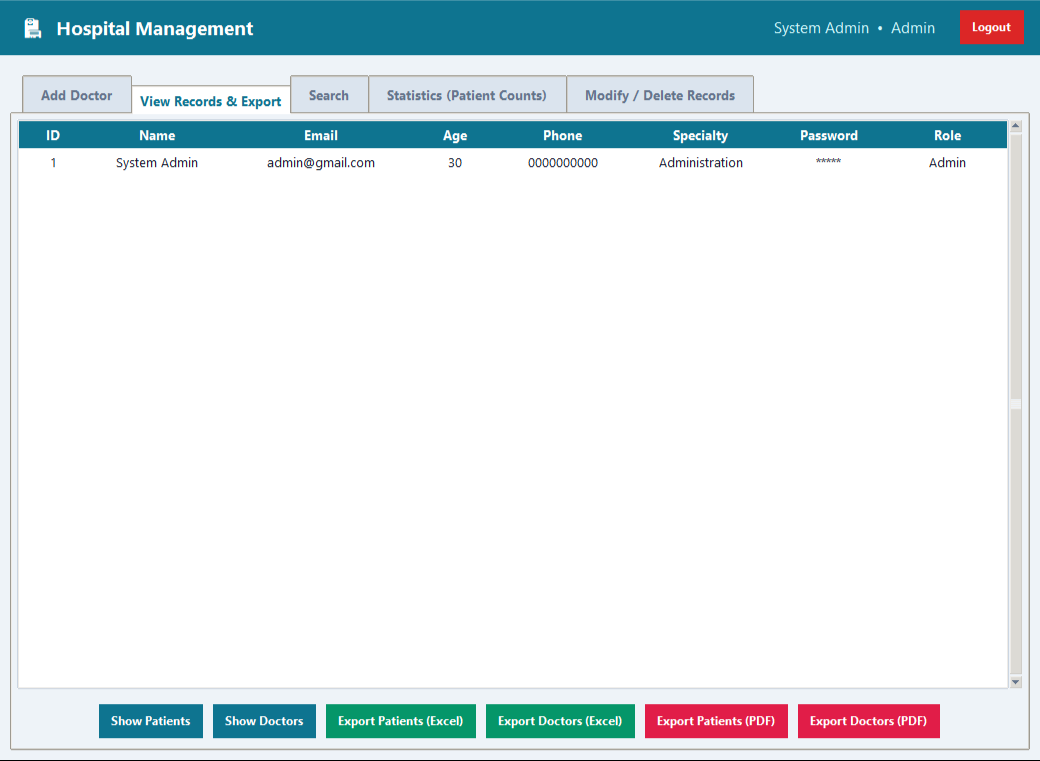 Hospital Management
System Admin • Admin
Logout
Add Doctor
View Records & Export
Search
Statistics (Patient Counts)
Modify / Delete Records
ID Name Email Age Phone Specialty Password Role
1 System Admin admin@gmail.com 30 0000000000 Administration ***** Admin
Show Patients
Show Doctors
Export Patients (Excel)
Export Doctors (Excel)
Export Patients (PDF)
Export Doctors (PDF)